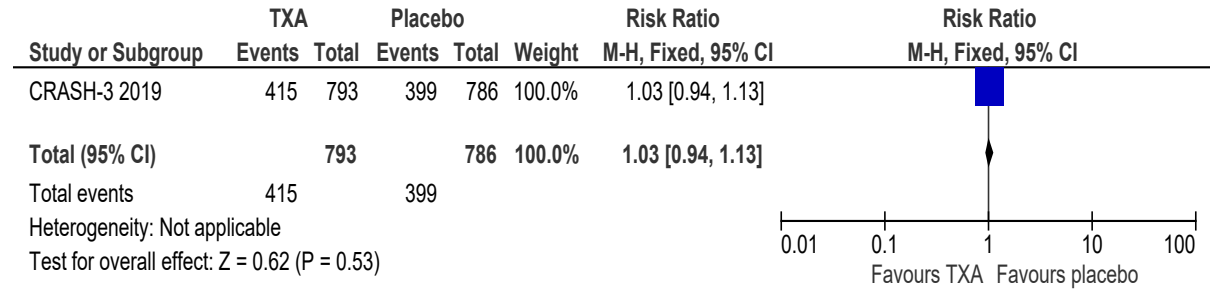 TXA Placebo Risk Ratio Risk Ratio
Study or Subgroup Events Total Events Total Weight M-H, Fixed, 95% CI M-H, Fixed, 95% CI
CRASH-3 2019 415 793 399 786 100.0% 1.03 [0.94, 1.13]
Total (95% CI) 793 786 100.0% 1.03 [0.94, 1.13]
Total events 415 399
Heterogeneity: Not applicable
Test for overall effect: Z = 0.62 (P = 0.53)
0.01 0.1 1 10 100
Favours TXA Favours placebo